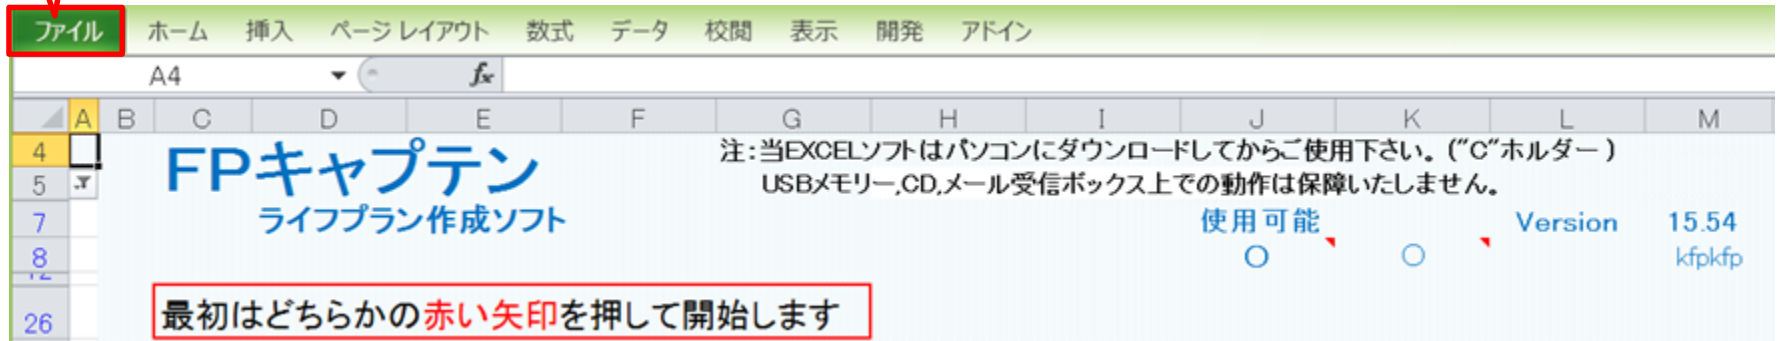 ファイル ホーム 挿入 ページ レイアウト 数式 データ 校閲 表示 開発 アドイン
A4 fx
A B C D E F G H I J K L M
4 FPキャプテン 注：当EXCELソフトはパソコンにダウンロードしてからご使用下さい。("C"ホルダー )
5 USBメモリー,CD,メール受信ボックス上での動作は保障いたしません。
7 ライフプラン作成ソフト 使用可能 Version 15.54
8 ○ ○ kfpkfp
12
26 最初はどちらかの赤い矢印を押して開始します